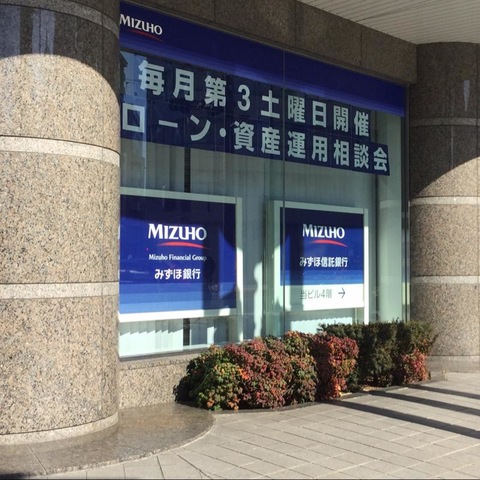 MIZUHO
毎月第3土曜日開催
ローン・資産運用相談会
MIZUHO
Mizuho Financial Group
みずほ銀行
MIZUHO
みずほ信託銀行
当ビル4階 →